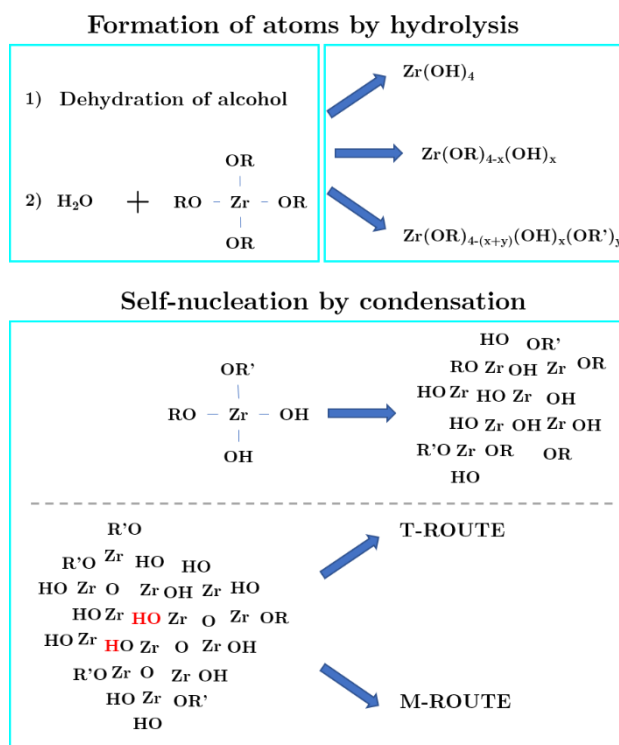 Formation of atoms by hydrolysis
1) Dehydration of alcohol
2) H₂O + OR
RO – Zr – OR
OR
Zr(OH)₄
Zr(OR)₄₋ₓ(OH)ₓ
Zr(OR)₄₋₍ₓ₊ᵧ₎(OH)ₓ(OR')ᵧ
Self-nucleation by condensation
OR'
RO – Zr – OH
OH
HO OR'
RO Zr OH Zr OR
HO Zr HO Zr OH
HO Zr OH Zr OH
R'O Zr OR OR
HO
R'O
R'O Zr HO HO
HO Zr O Zr OH Zr HO
HO Zr HO Zr O Zr OR
HO Zr HO Zr O Zr OH
R'O Zr O Zr OH
HO Zr OR'
HO
T-ROUTE
M-ROUTE